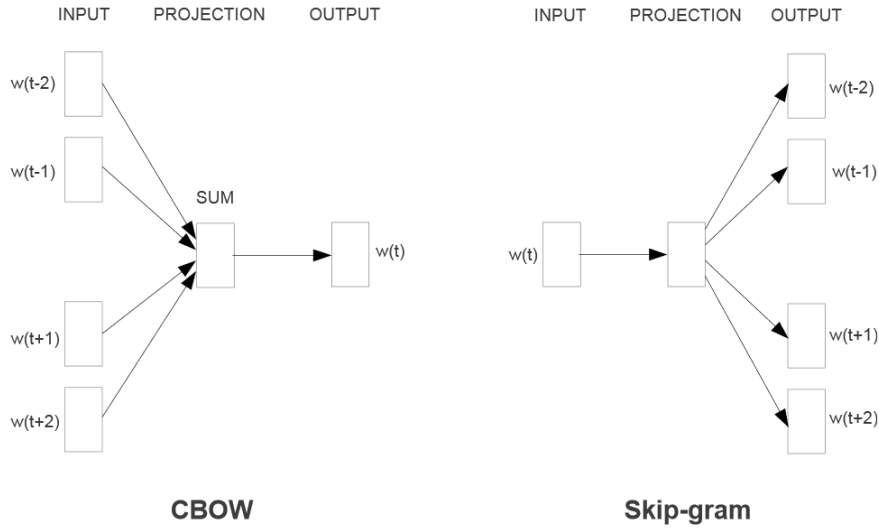 INPUT PROJECTION OUTPUT
w(t-2)
w(t-1)
SUM
w(t)
w(t+1)
w(t+2)
CBOW
INPUT PROJECTION OUTPUT
w(t-2)
w(t-1)
w(t)
w(t+1)
w(t+2)
Skip-gram